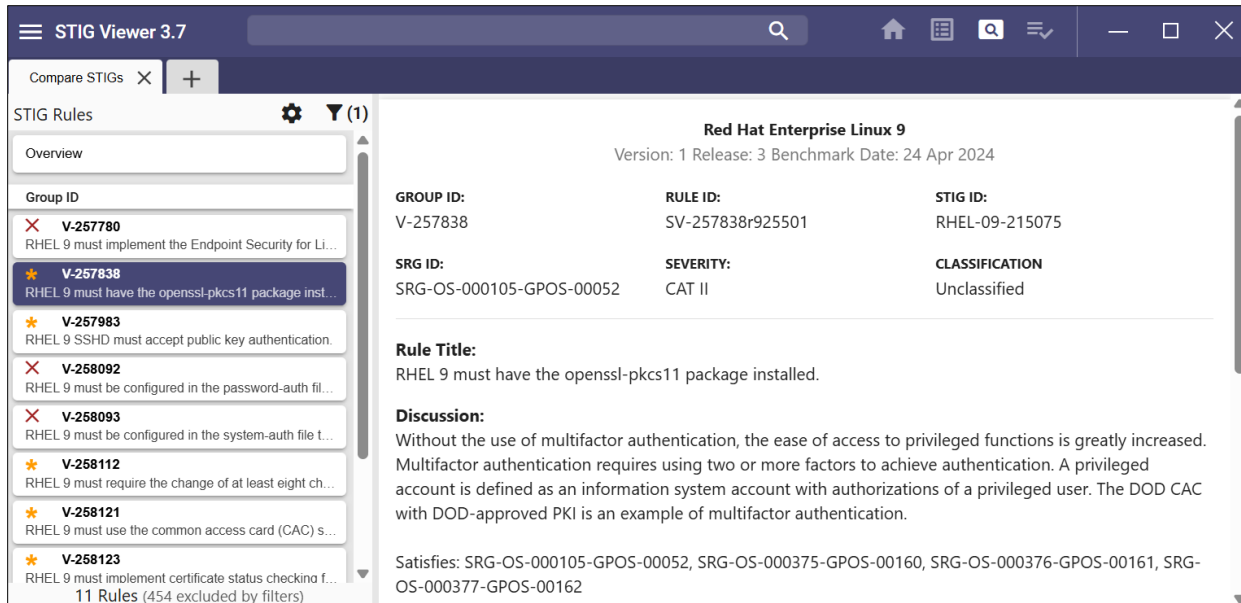 STIG Viewer 3.7
Compare STIGs
STIG Rules
(1)
Overview
Group ID
V-257780
RHEL 9 must implement the Endpoint Security for Li...
V-257838
RHEL 9 must have the openssl-pkcs11 package inst...
V-257983
RHEL 9 SSHD must accept public key authentication.
V-258092
RHEL 9 must be configured in the password-auth fil...
V-258093
RHEL 9 must be configured in the system-auth file t...
V-258112
RHEL 9 must require the change of at least eight ch...
V-258121
RHEL 9 must use the common access card (CAC) s...
V-258123
RHEL 9 must implement certificate status checking f...
11 Rules (454 excluded by filters)
Red Hat Enterprise Linux 9
Version: 1 Release: 3 Benchmark Date: 24 Apr 2024
GROUP ID: RULE ID: STIG ID:
V-257838 SV-257838r925501 RHEL-09-215075
SRG ID: SEVERITY: CLASSIFICATION
SRG-OS-000105-GPOS-00052 CAT II Unclassified
Rule Title:
RHEL 9 must have the openssl-pkcs11 package installed.
Discussion:
Without the use of multifactor authentication, the ease of access to privileged functions is greatly increased.
Multifactor authentication requires using two or more factors to achieve authentication. A privileged
account is defined as an information system account with authorizations of a privileged user. The DOD CAC
with DOD-approved PKI is an example of multifactor authentication.
Satisfies: SRG-OS-000105-GPOS-00052, SRG-OS-000375-GPOS-00160, SRG-OS-000376-GPOS-00161, SRG-
OS-000377-GPOS-00162